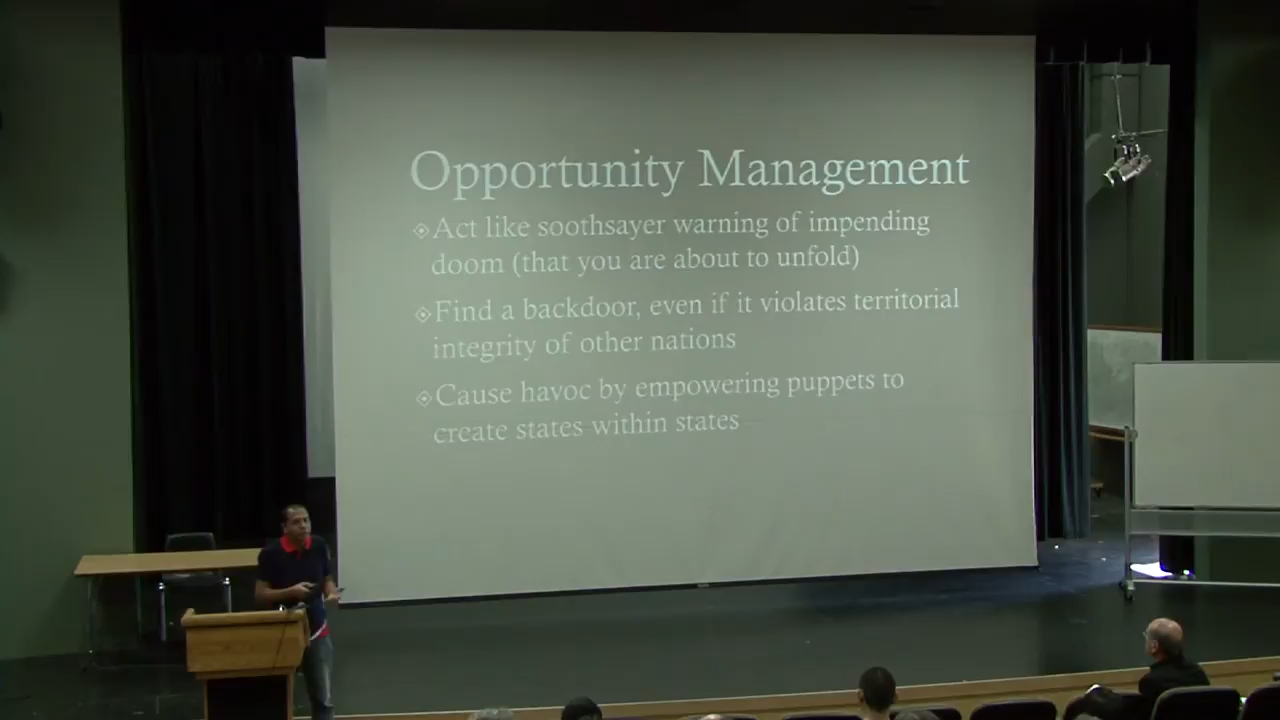 Opportunity Management
Act like soothsayer warning of impending
doom (that you are about to unfold)
Find a backdoor, even if it violates territorial
integrity of other nations
Cause havoc by empowering puppets to
create states within states